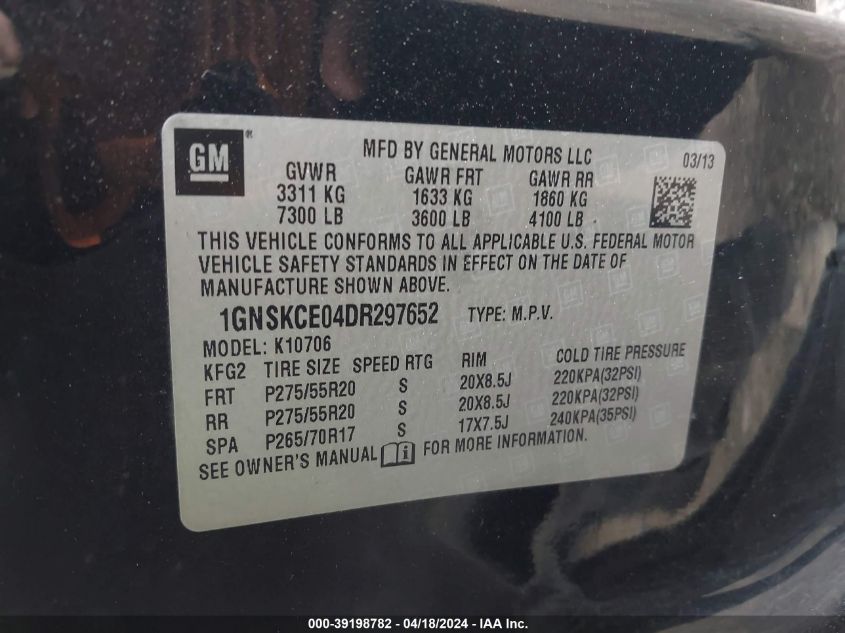 GM ®
MFD BY GENERAL MOTORS LLC 03/13
GVWR GAWR FRT GAWR RR
3311 KG 1633 KG 1860 KG
7300 LB 3600 LB 4100 LB
THIS VEHICLE CONFORMS TO ALL APPLICABLE U.S. FEDERAL MOTOR
VEHICLE SAFETY STANDARDS IN EFFECT ON THE DATE OF
MANUFACTURE SHOWN ABOVE.
1GNSKCE04DR297652 TYPE: M.P.V.
MODEL: K10706
KFG2 TIRE SIZE SPEED RTG RIM COLD TIRE PRESSURE
FRT P275/55R20 S 20X8.5J 220KPA(32PSI)
RR P275/55R20 S 20X8.5J 220KPA(32PSI)
SPA P265/70R17 S 17X7.5J 240KPA(35PSI)
SEE OWNER'S MANUAL i FOR MORE INFORMATION.
000-39198782 - 04/18/2024 - IAA Inc.